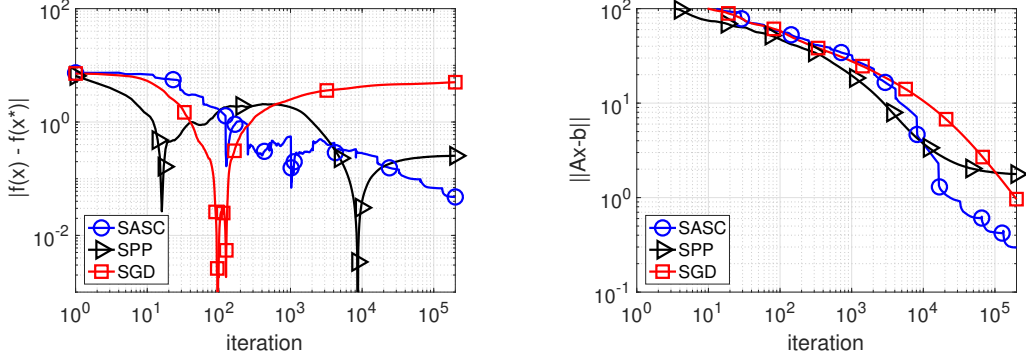 10^2
10^0
10^-2
|f(x) - f(x*)|
SASC
SPP
SGD
10^0 10^1 10^2 10^3 10^4 10^5
iteration
10^2
10^1
10^0
10^-1
||Ax-b||
SASC
SPP
SGD
10^0 10^1 10^2 10^3 10^4 10^5
iteration